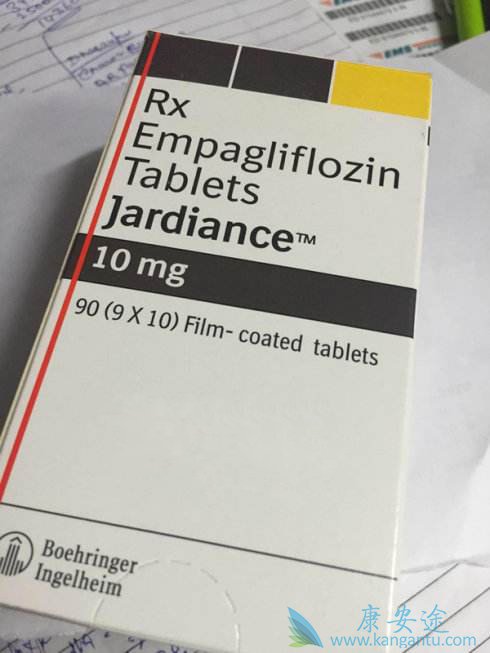 Rx
Empagliflozin
Tablets
Jardiance™
10 mg
90 (9 X 10) Film- coated tablets
Boehringer
Ingelheim
康安途
www.kangantu.com